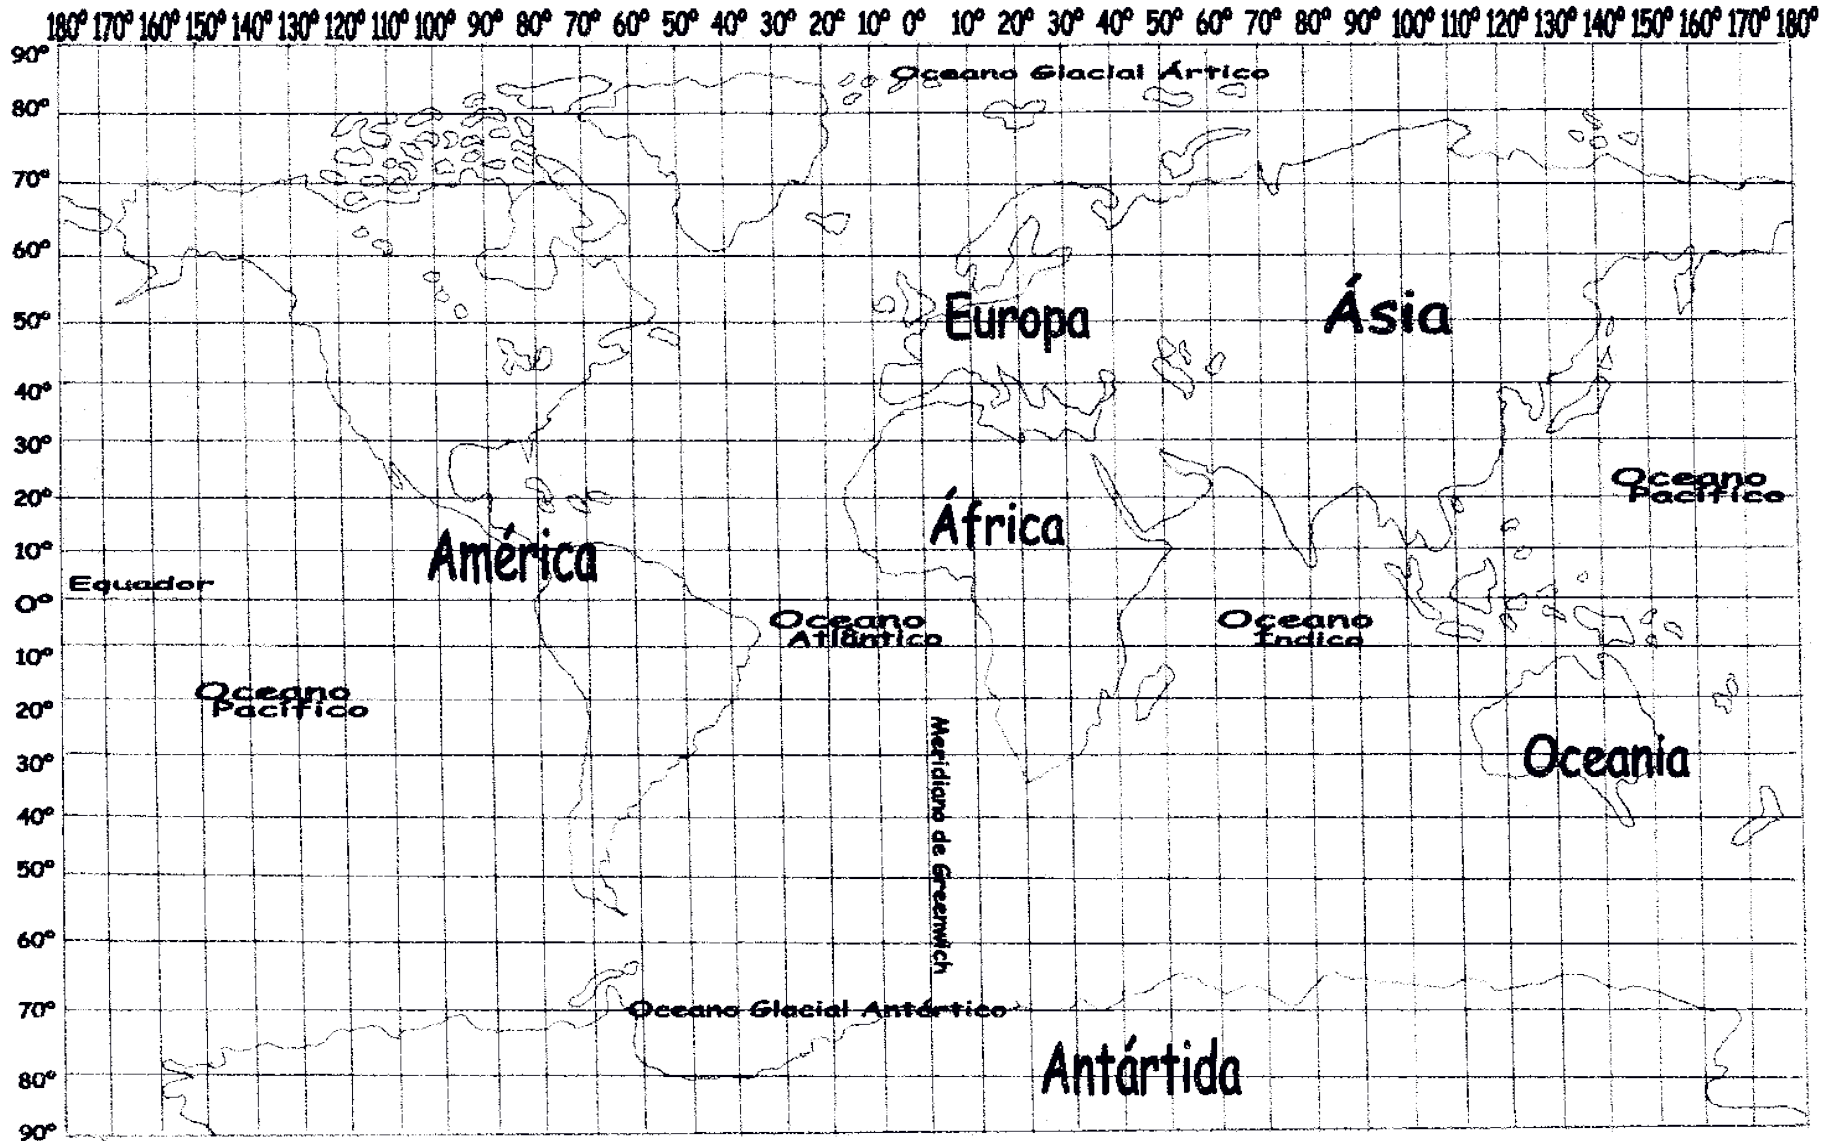 180° 170° 160° 150° 140° 130° 120° 110° 100° 90° 80° 70° 60° 50° 40° 30° 20° 10° 0° 10° 20° 30° 40° 50° 60° 70° 80° 90° 100° 110° 120° 130° 140° 150° 160° 170° 180°
90°
Oceano Glacial Ártico
80°
70°
60°
50°
Europa
Ásia
40°
30°
Oceano
Pacífico
20°
África
América
10°
Equador
0°
Oceano
Atlântico
Oceano
Índico
10°
Oceano
Pacífico
20°
Meridiano de Greenwich
30°
Oceania
40°
50°
60°
70°
Oceano Glacial Antártico
Antártida
80°
90°